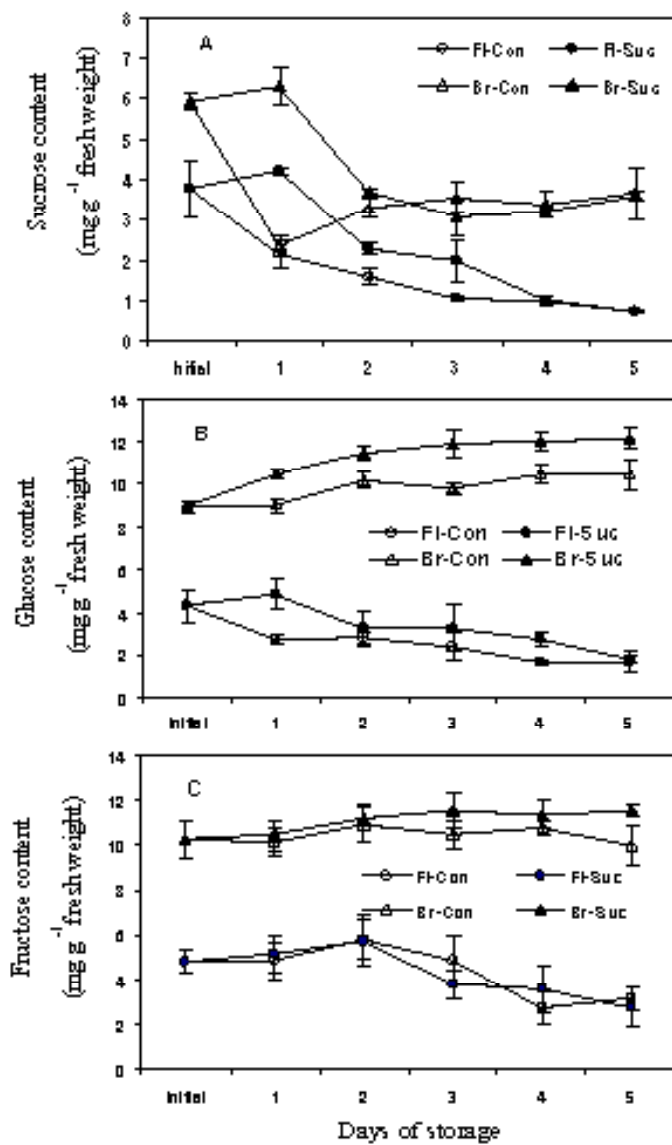 A
Fl-Con Fl-Suc
Br-Con Br-Suc
Sucrose content
(mg g⁻¹ fresh weight)
8
7
6
5
4
3
2
1
0
Initial 1 2 3 4 5
B
Fl-Con Fl-Suc
Br-Con Br-Suc
Glucose content
(mg g⁻¹ fresh weight)
14
12
10
8
6
4
2
0
Initial 1 2 3 4 5
C
Fl-Con Fl-Suc
Br-Con Br-Suc
Fructose content
(mg g⁻¹ fresh weight)
14
12
10
8
6
4
2
0
Initial 1 2 3 4 5
Days of storage